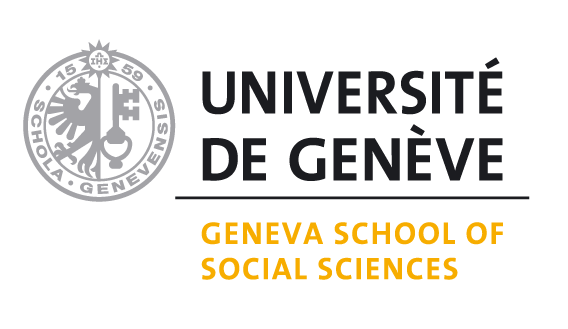 15 59
SCHOLA GENEVENSIS
IHS
UNIVERSITÉ
DE GENÈVE
GENEVA SCHOOL OF
SOCIAL SCIENCES